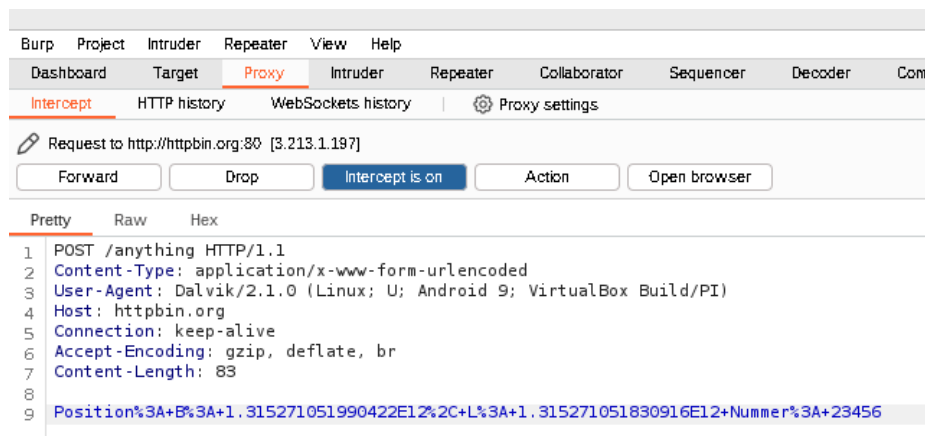 Burp Project Intruder Repeater View Help
Dashboard Target Proxy Intruder Repeater Collaborator Sequencer Decoder Com
Intercept HTTP history WebSockets history Proxy settings
Request to http://httpbin.org:80 [3.213.1.197]
Forward Drop Intercept is on Action Open browser
Pretty Raw Hex
1 POST /anything HTTP/1.1
2 Content-Type: application/x-www-form-urlencoded
3 User-Agent: Dalvik/2.1.0 (Linux; U; Android 9; VirtualBox Build/PI)
4 Host: httpbin.org
5 Connection: keep-alive
6 Accept-Encoding: gzip, deflate, br
7 Content-Length: 83
8
9 Position%3A+B%3A+1.315271051990422E12%2C+L%3A+1.315271051830916E12+Nummer%3A+23456